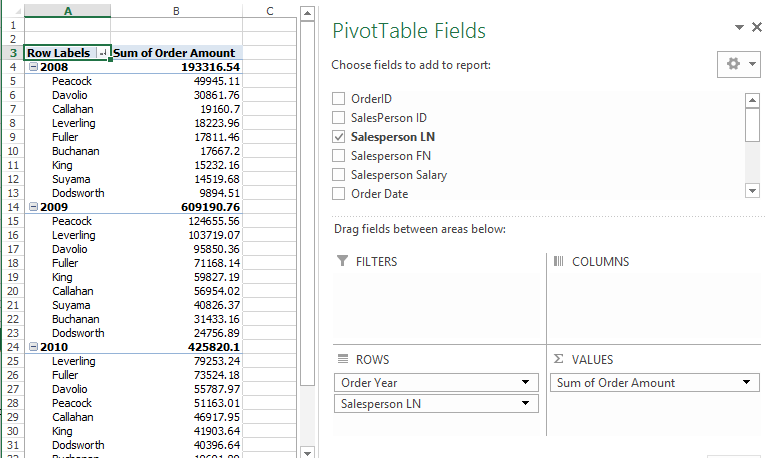 A B C
1
2
3 Row Labels Sum of Order Amount
4 2008 193316.54
5 Peacock 49945.11
6 Davolio 30861.76
7 Callahan 19160.7
8 Leverling 18223.96
9 Fuller 17811.46
10 Buchanan 17667.2
11 King 15232.16
12 Suyama 14519.68
13 Dodsworth 9894.51
14 2009 609190.76
15 Peacock 124655.56
16 Leverling 103719.07
17 Davolio 95850.36
18 Fuller 71168.14
19 King 59827.19
20 Callahan 56954.02
21 Suyama 40826.37
22 Buchanan 31433.16
23 Dodsworth 24756.89
24 2010 425820.1
25 Leverling 79253.24
26 Fuller 73524.18
27 Davolio 55787.97
28 Peacock 51163.01
29 Callahan 46917.95
30 King 41903.64
31 Dodsworth 40396.64
PivotTable Fields
Choose fields to add to report:
OrderID
SalesPerson ID
Salesperson LN
Salesperson FN
Salesperson Salary
Order Date
Drag fields between areas below:
FILTERS
COLUMNS
ROWS
Order Year
Salesperson LN
Σ VALUES
Sum of Order Amount